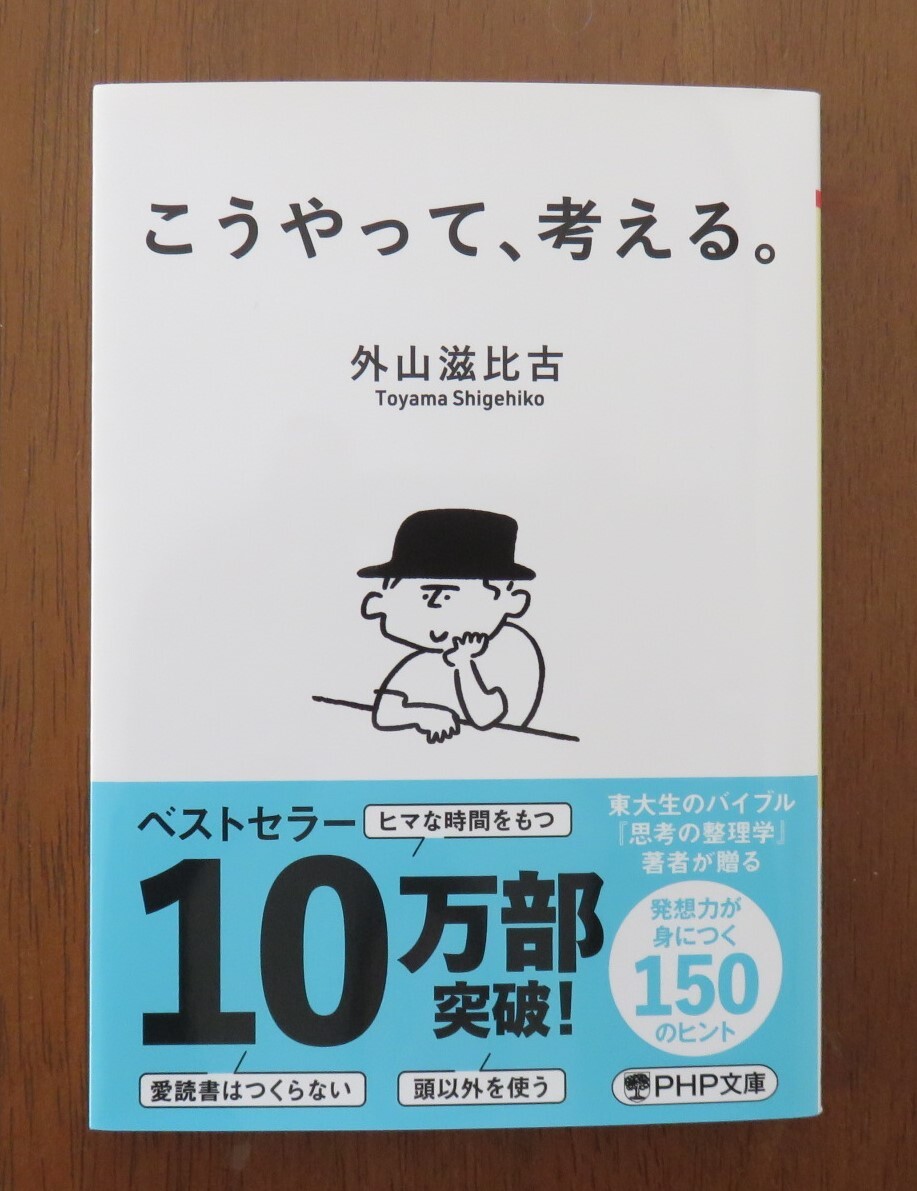 こうやって、考える。
外山滋比古
Toyama Shigehiko
ベストセラー
10万部
突破!
ヒマな時間をもつ
愛読書はつくらない
頭以外を使う
東大生のバイブル
『思考の整理学』
著者が贈る
発想力が
身につく
150
のヒント
PHP文庫